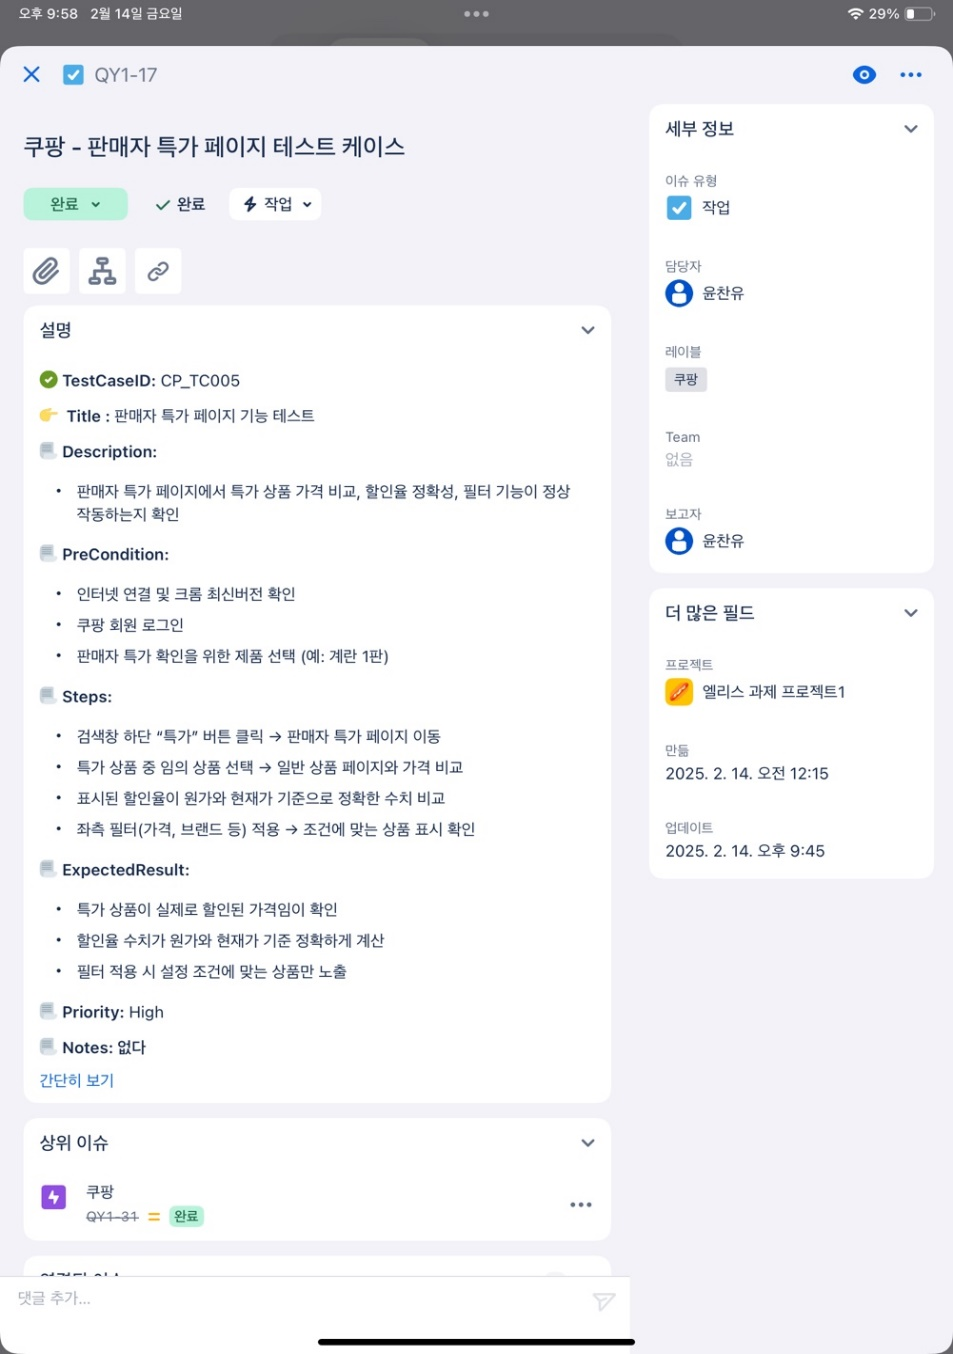 오후 9:58 2월 14일 금요일
29%
QY1-17
쿠팡 - 판매자 특가 페이지 테스트 케이스
완료
완료
작업
설명
TestCaseID: CP_TC005
Title : 판매자 특가 페이지 기능 테스트
Description:
• 판매자 특가 페이지에서 특가 상품 가격 비교, 할인율 정확성, 필터 기능이 정상
작동하는지 확인
PreCondition:
• 인터넷 연결 및 크롬 최신버전 확인
• 쿠팡 회원 로그인
• 판매자 특가 확인을 위한 제품 선택 (예: 계란 1판)
Steps:
• 검색창 하단 “특가” 버튼 클릭 → 판매자 특가 페이지 이동
• 특가 상품 중 임의 상품 선택 → 일반 상품 페이지와 가격 비교
• 표시된 할인율이 원가와 현재가 기준으로 정확한 수치 비교
• 좌측 필터(가격, 브랜드 등) 적용 → 조건에 맞는 상품 표시 확인
ExpectedResult:
• 특가 상품이 실제로 할인된 가격임이 확인
• 할인율 수치가 원가와 현재가 기준 정확하게 계산
• 필터 적용 시 설정 조건에 맞는 상품만 노출
Priority: High
Notes: 없다
간단히 보기
상위 이슈
쿠팡
QY1-31 완료
댓글 추가...
세부 정보
이슈 유형
작업
담당자
윤찬유
레이블
쿠팡
Team
없음
보고자
윤찬유
더 많은 필드
프로젝트
엘리스 과제 프로젝트1
만듦
2025. 2. 14. 오전 12:15
업데이트
2025. 2. 14. 오후 9:45